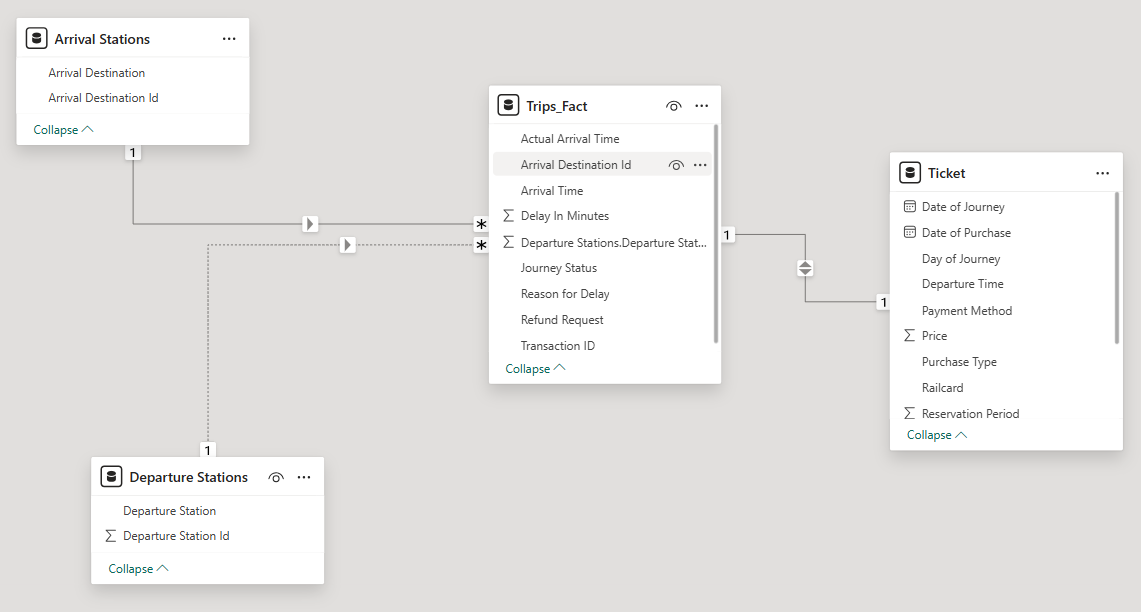 Arrival Stations
Arrival Destination
Arrival Destination Id
Collapse
1
Trips_Fact
Actual Arrival Time
Arrival Destination Id
Arrival Time
Delay In Minutes
Departure Stations.Departure Stat...
Journey Status
Reason for Delay
Refund Request
Transaction ID
Collapse
*
*
1
1
Ticket
Date of Journey
Date of Purchase
Day of Journey
Departure Time
Payment Method
Price
Purchase Type
Railcard
Reservation Period
Collapse
1
Departure Stations
Departure Station
Departure Station Id
Collapse